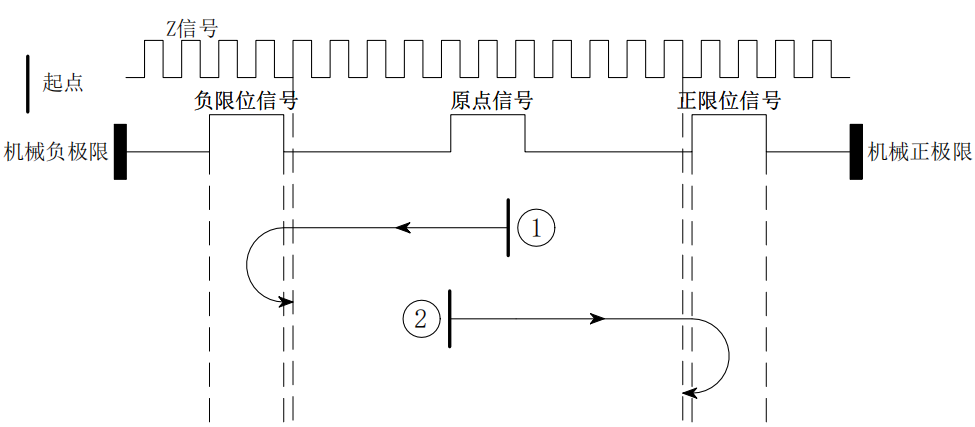 Z信号
起点
负限位信号
原点信号
正限位信号
机械负极限
机械正极限
①
②